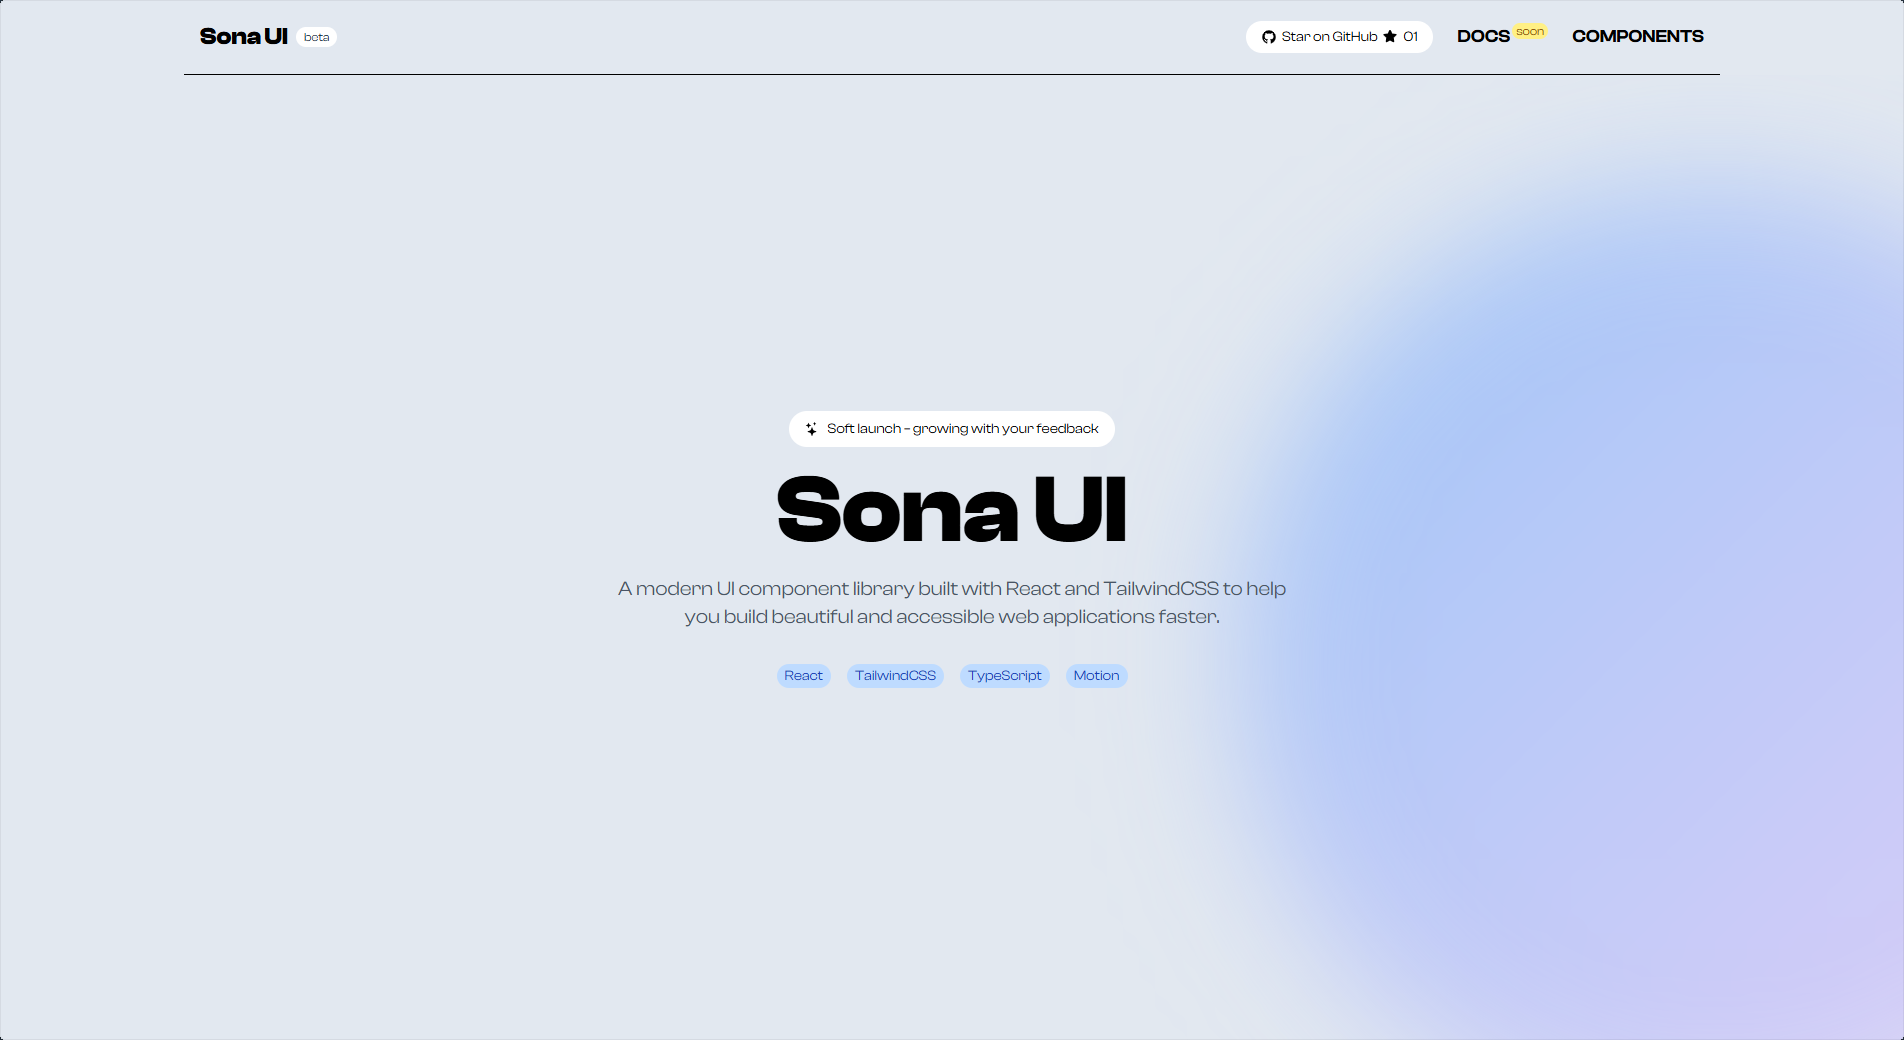 Sona UI beta
Star on GitHub 01
DOCS soon
COMPONENTS
Soft launch – growing with your feedback
Sona UI
A modern UI component library built with React and TailwindCSS to help
you build beautiful and accessible web applications faster.
React TailwindCSS TypeScript Motion